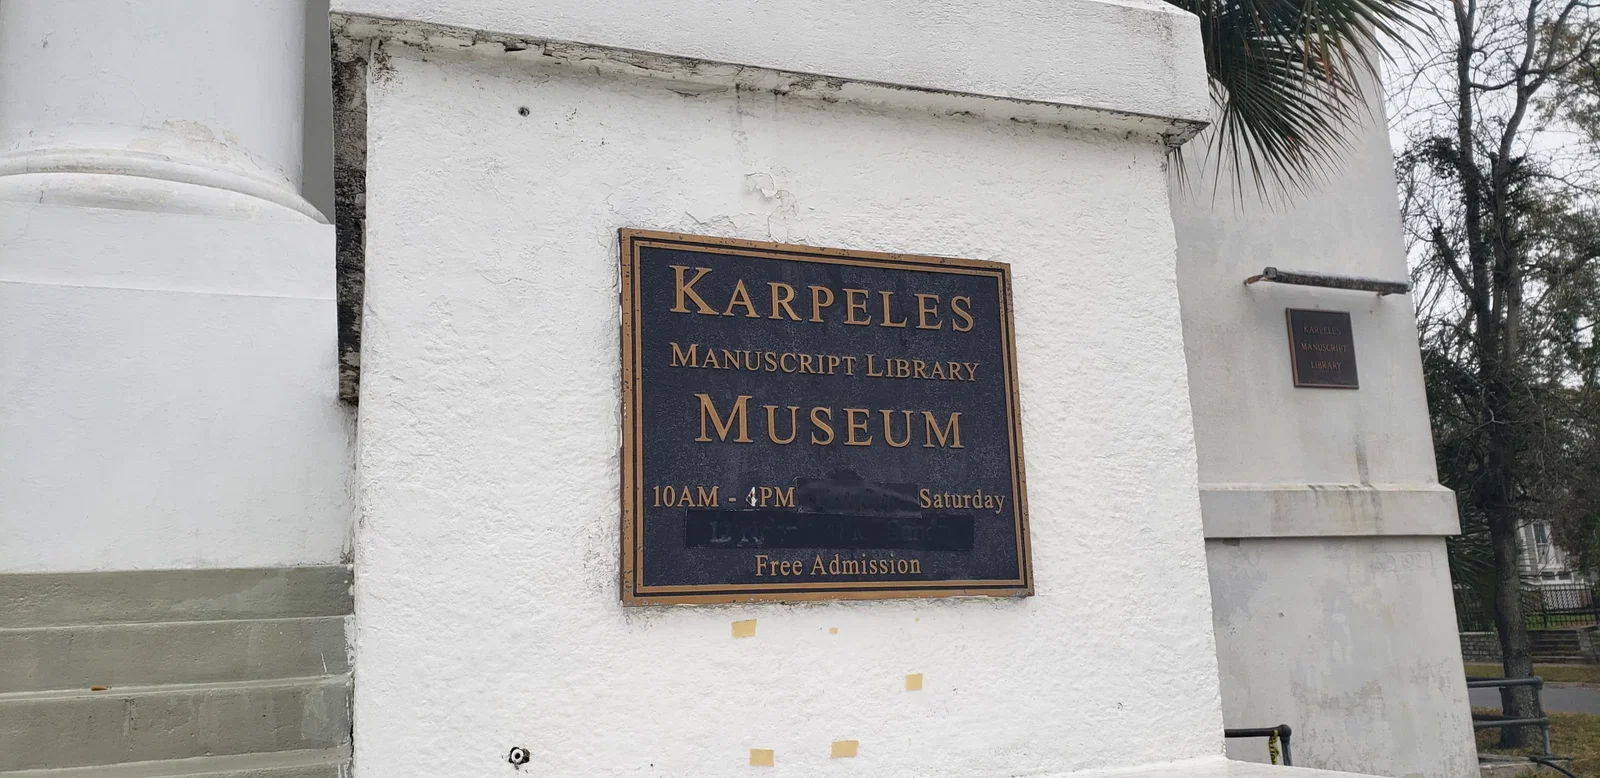 KARPELES
MANUSCRIPT LIBRARY
MUSEUM
10AM - 4PM Saturday
Free Admission
KARPELES
MANUSCRIPT
LIBRARY